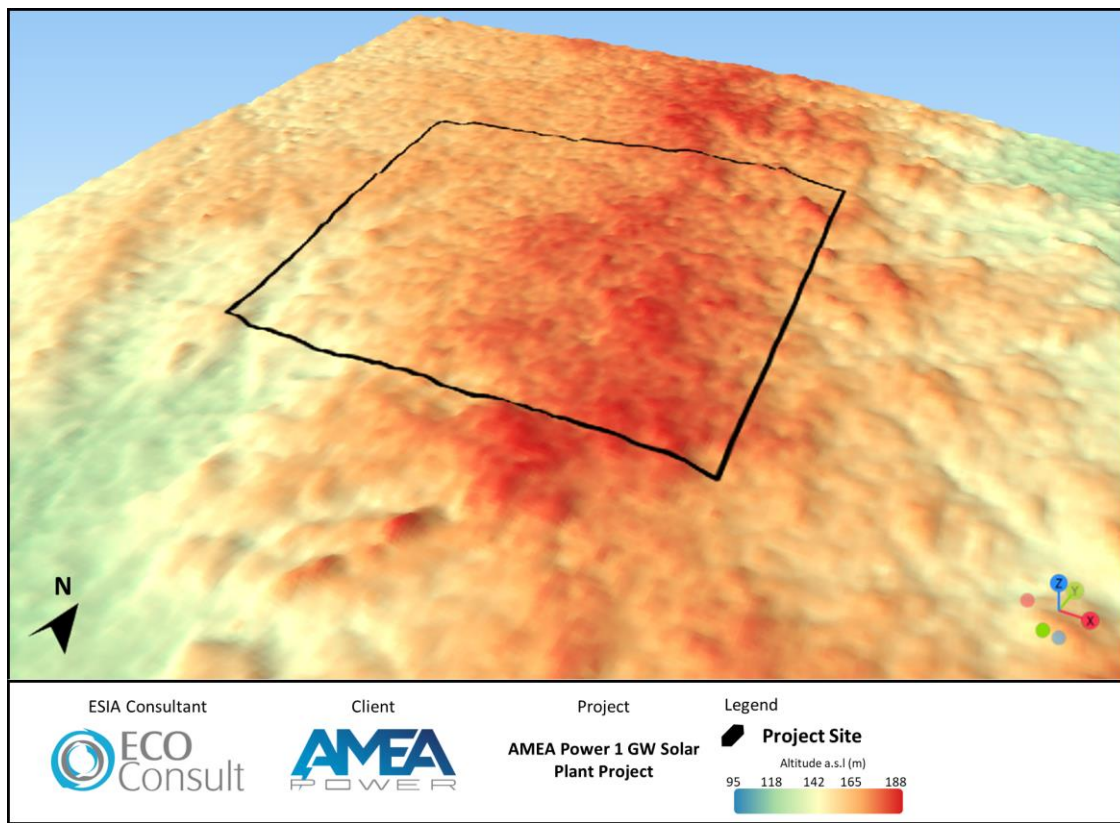 N
Z
Y
X
ESIA Consultant
Client
Project
Legend
ECO
Consult
AMEA
POWER
AMEA Power 1 GW Solar
Plant Project
Project Site
Altitude a.s.l (m)
95 118 142 165 188